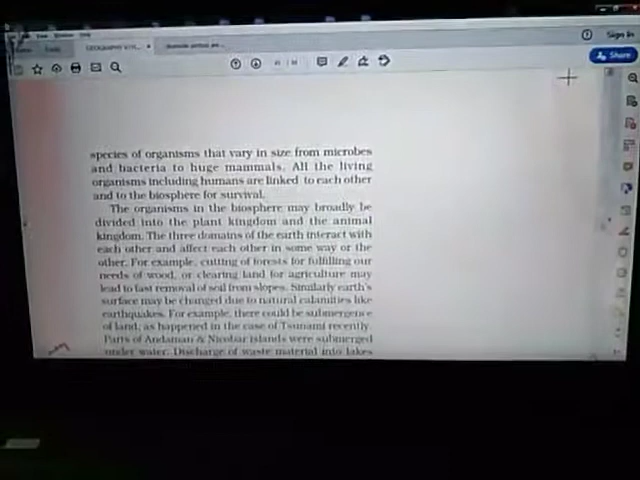 Sign In
Share
species of organisms that vary in size from microbes
and bacteria to huge mammals. All the living
organisms including humans are linked to each other
and to the biosphere for survival.
The organisms in the biosphere may broadly be
divided into the plant kingdom and the animal
kingdom. The three domains of the earth interact with
each other and affect each other in some way or the
other. For example, cutting of forests for fulfilling our
needs of wood, or clearing land for agriculture may
lead to fast removal of soil from slopes. Similarly earth's
surface may be changed due to natural calamities like
earthquakes. For example, there could be submergence
of land, as happened in the case of Tsunami recently.
Parts of Andaman & Nicobar islands were submerged
under water. Discharge of waste material into lakes